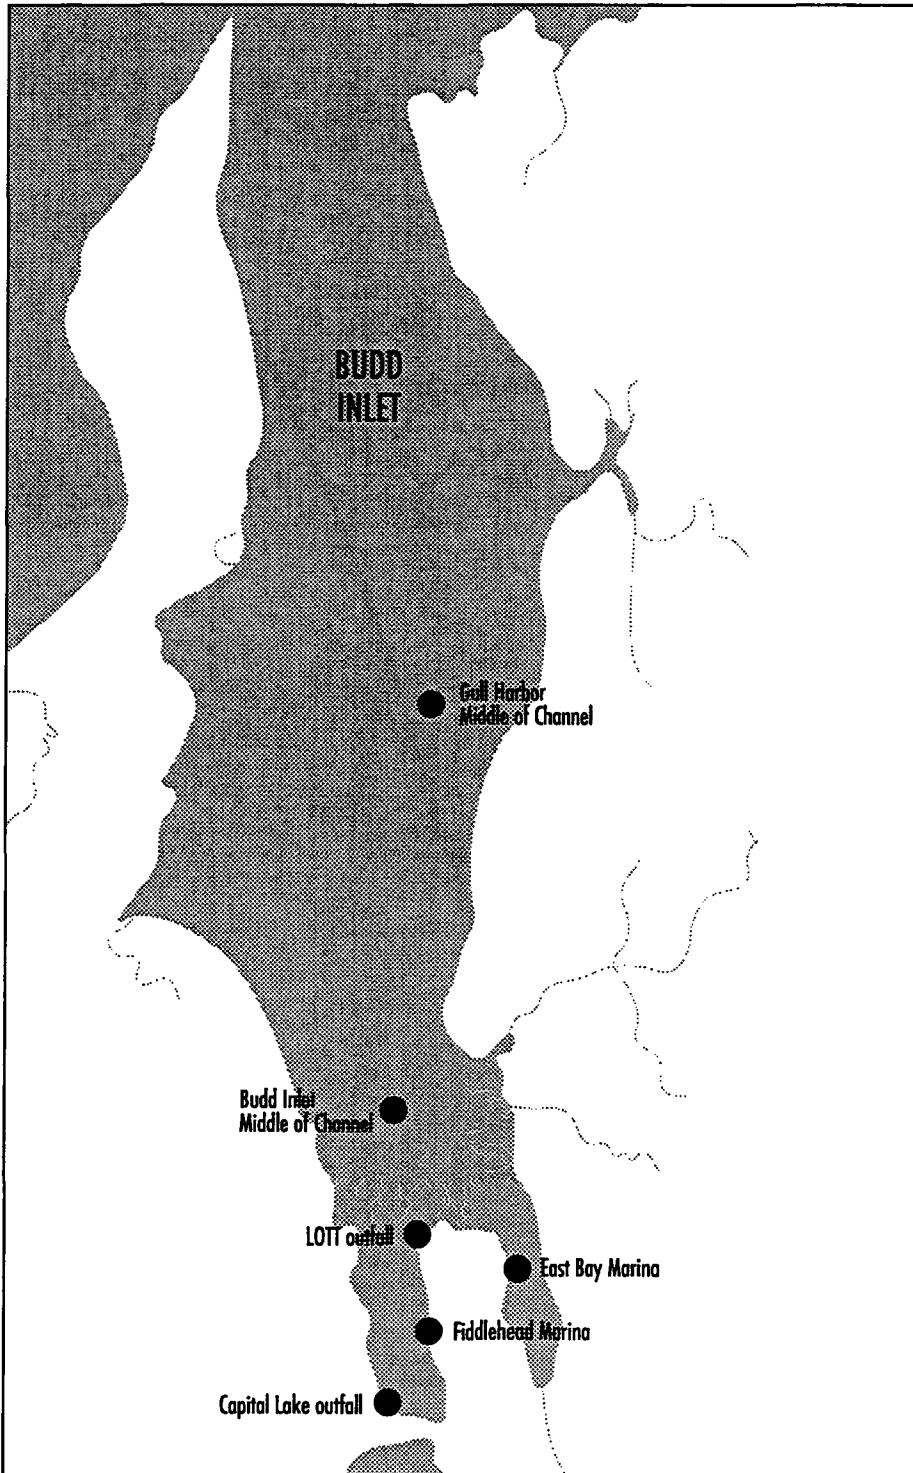 BUDD
INLET
Gull Harbor
Middle of Channel
Budd Inlet
Middle of Channel
LOTT outfall
East Bay Marina
Fiddlehead Marina
Capital Lake outfall